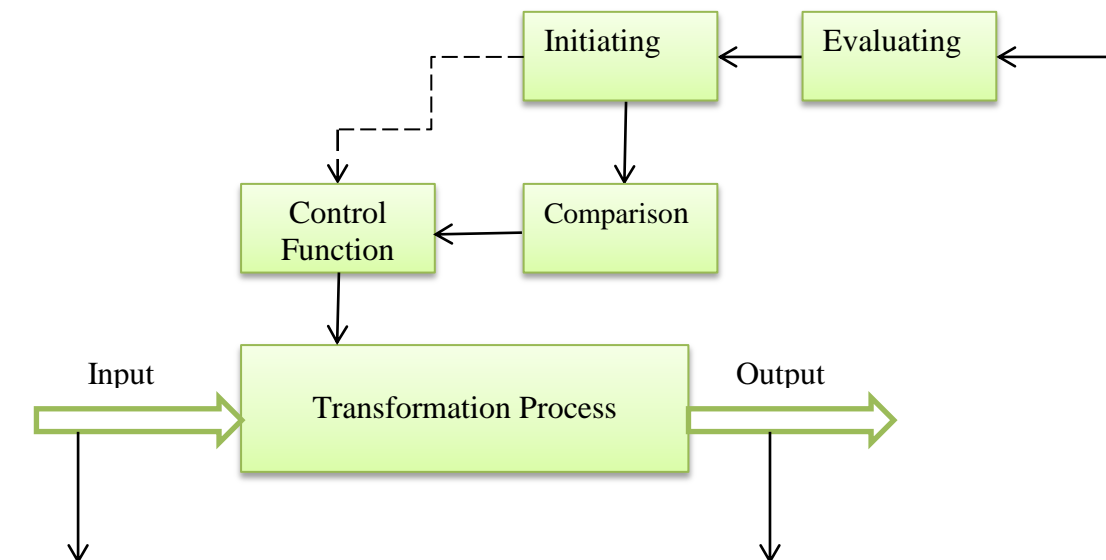 Initiating
Evaluating
Control
Function
Comparison
Input
Output
Transformation Process